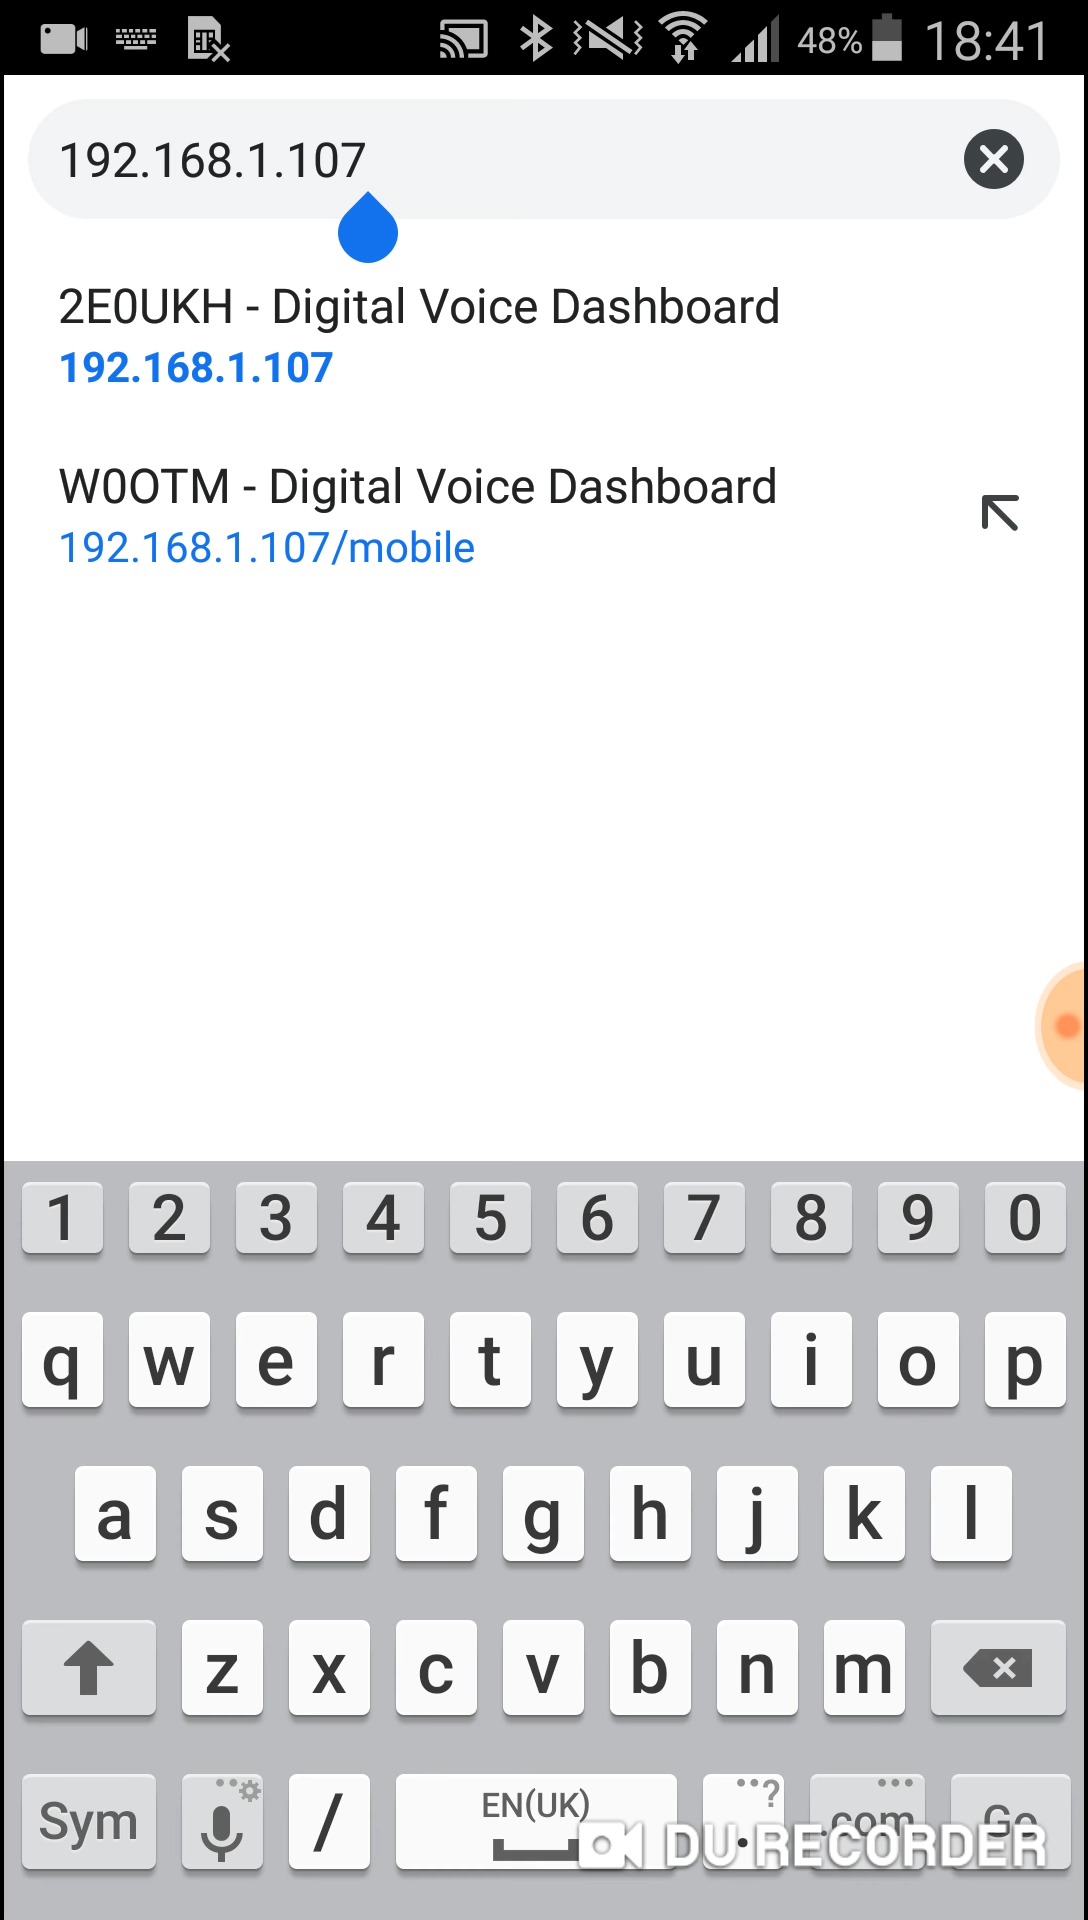 48% 18:41
192.168.1.107
2E0UKH - Digital Voice Dashboard
192.168.1.107
W0OTM - Digital Voice Dashboard
192.168.1.107/mobile
1 2 3 4 5 6 7 8 9 0
q w e r t y u i o p
a s d f g h j k l
z x c v b n m
Sym / EN(UK) . ? .com Go
DU RECORDER